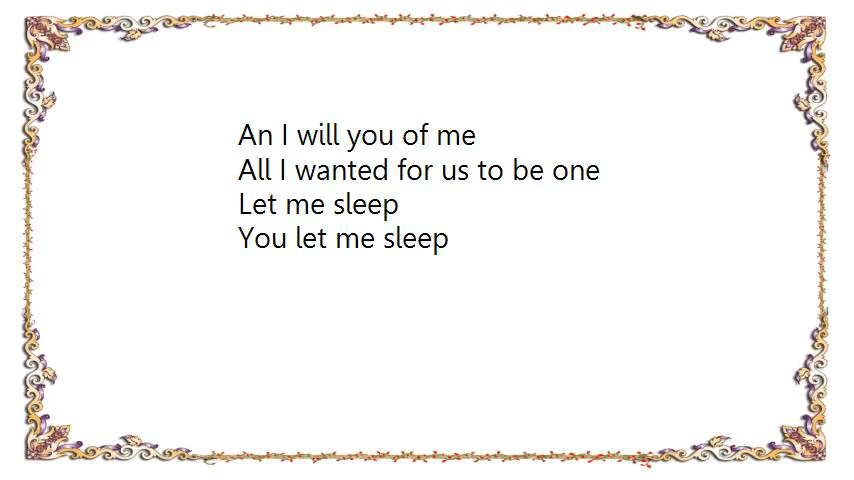 An I will you of me
All I wanted for us to be one
Let me sleep
You let me sleep